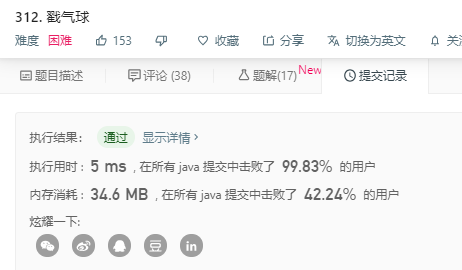 312. 戳气球
难度 困难 153 收藏 分享 切换为英文
题目描述 评论 (38) 题解(17)New 提交记录
执行结果： 通过 显示详情 >
执行用时 : 5 ms , 在所有 java 提交中击败了 99.83% 的用户
内存消耗 : 34.6 MB , 在所有 java 提交中击败了 42.24% 的用户
炫耀一下:
豆 in